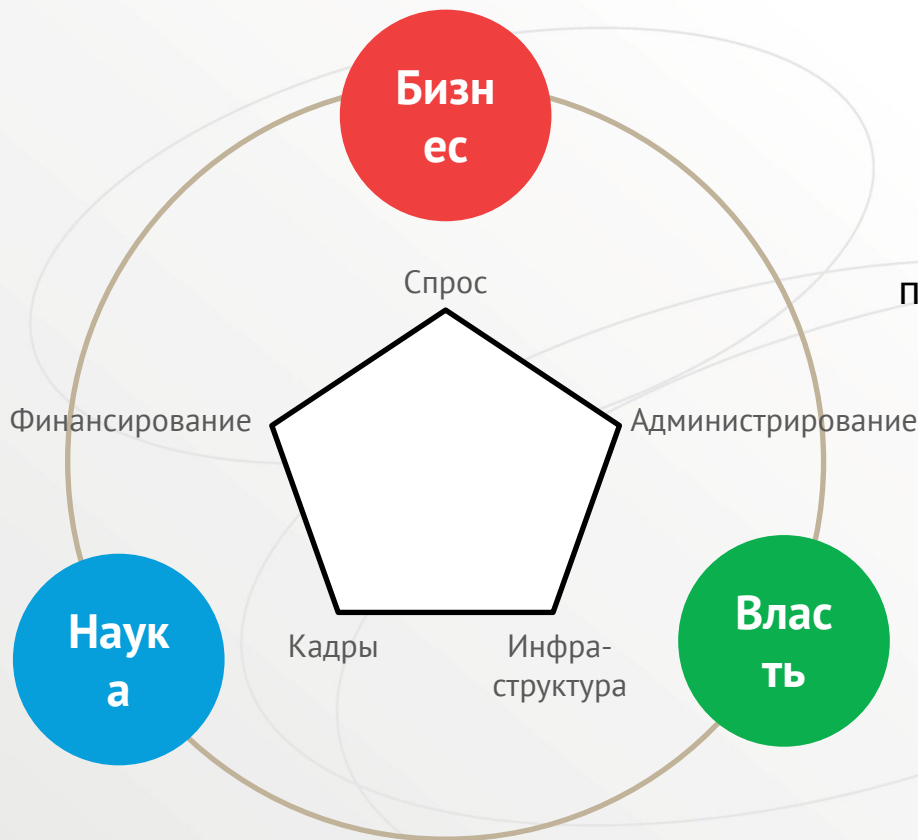 Бизн
ес
Спрос
п
Финансирование
Администрирование
Наук
а
Влас
ть
Кадры
Инфра-
структура